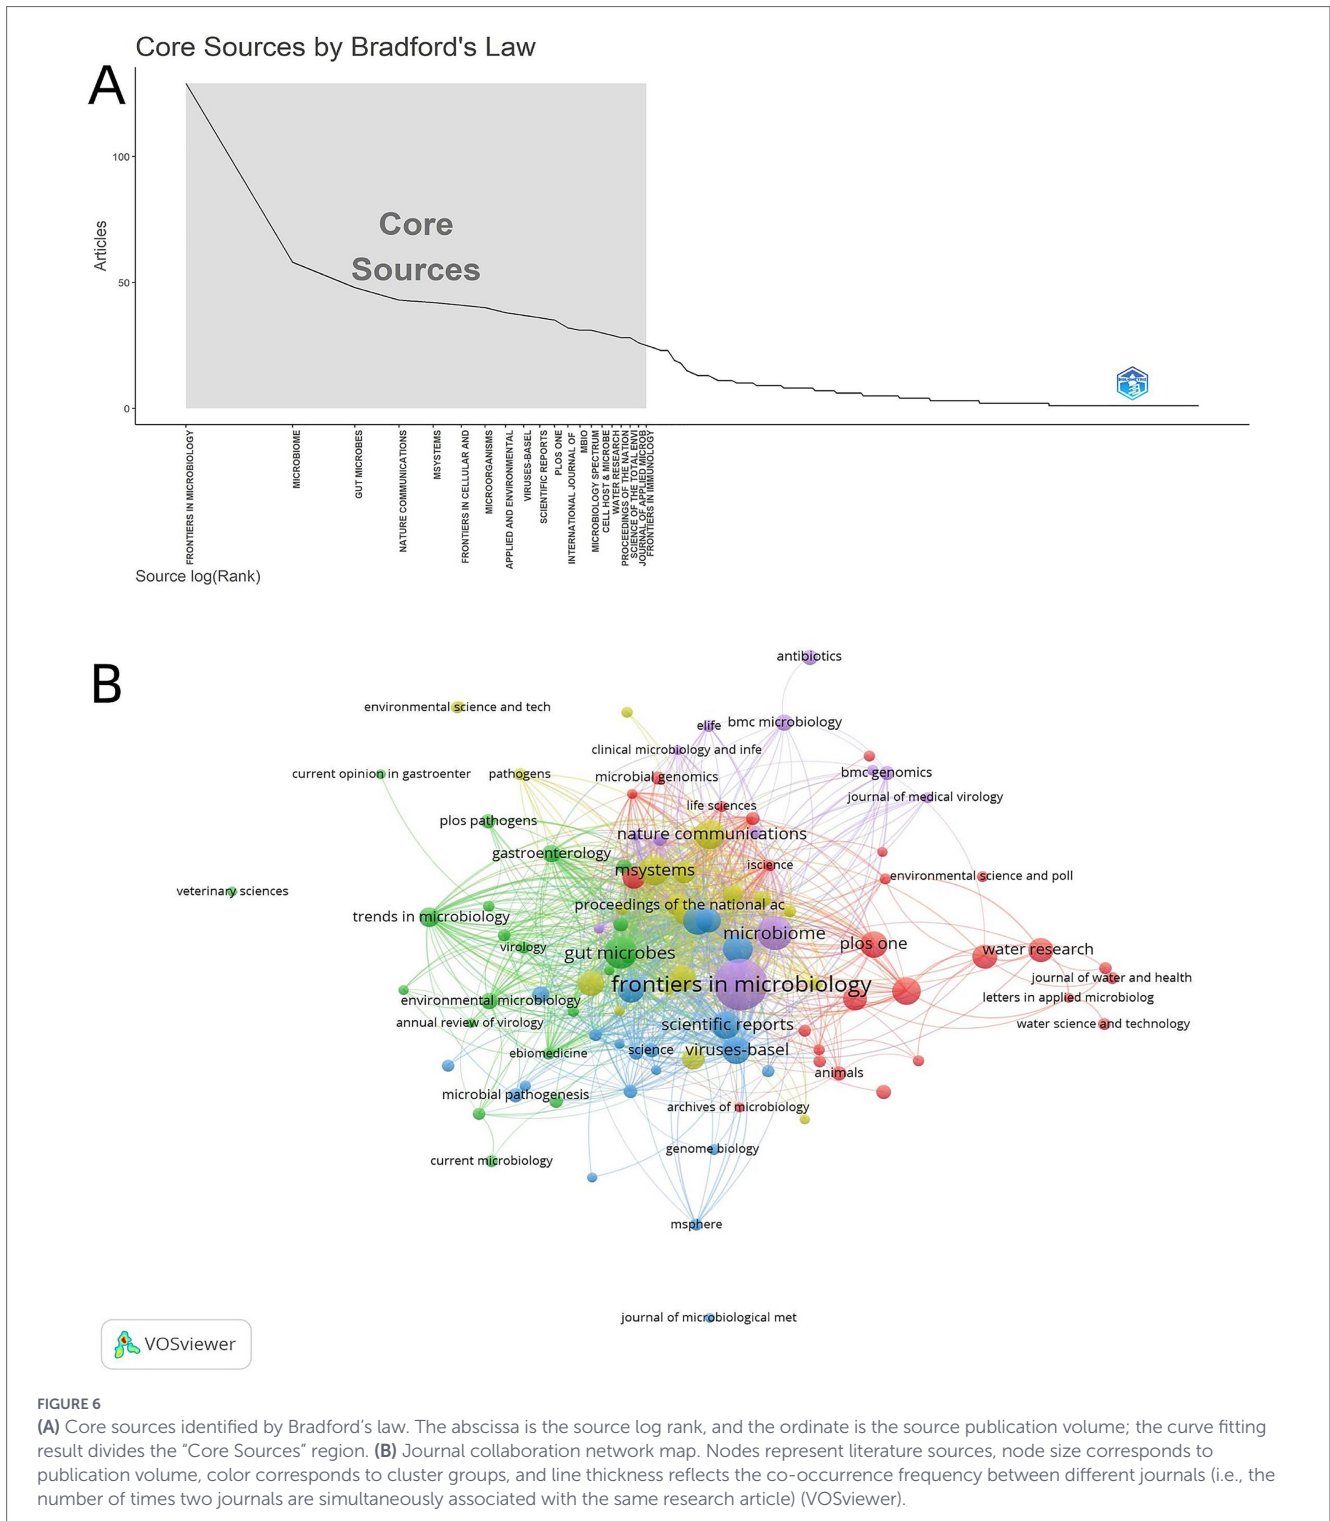 Core Sources by Bradford's Law
A
Articles
100
50
0
Core
Sources
FRONTIERS IN MICROBIOLOGY
MICROBIOME
GUT MICROBES
NATURE COMMUNICATIONS
MSYSTEMS
FRONTIERS IN CELLULAR AND
MICROORGANISMS
APPLIED AND ENVIRONMENTAL
VIRUSES-BASEL
SCIENTIFIC REPORTS
PLOS ONE
INTERNATIONAL JOURNAL OF
MBIO
MICROBIOLOGY SPECTRUM
CELL HOST & MICROBE
WATER RESEARCH
PROCEEDINGS OF THE NATION
SCIENCE OF THE TOTAL ENVI
JOURNAL OF APPLIED MICROB
FRONTIERS IN IMMUNOLOGY
Source log(Rank)
B
antibiotics
environmental science and tech
elife
bmc microbiology
clinical microbiology and infe
current opinion in gastroenter
pathogens
microbial genomics
bmc genomics
journal of medical virology
life sciences
plos pathogens
nature communications
gastroenterology
msystems
iscience
environmental science and poll
veterinary sciences
proceedings of the national ac
trends in microbiology
microbiome
plos one
virology
gut microbes
water research
journal of water and health
frontiers in microbiology
environmental microbiology
letters in applied microbiolog
annual review of virology
scientific reports
water science and technology
ebiomedicine
science
viruses-basel
animals
microbial pathogenesis
archives of microbiology
genome biology
current microbiology
msphere
journal of microbiological met
VOSviewer
FIGURE 6
(A) Core sources identified by Bradford's law. The abscissa is the source log rank, and the ordinate is the source publication volume; the curve fitting
result divides the "Core Sources" region. (B) Journal collaboration network map. Nodes represent literature sources, node size corresponds to
publication volume, color corresponds to cluster groups, and line thickness reflects the co-occurrence frequency between different journals (i.e., the
number of times two journals are simultaneously associated with the same research article) (VOSviewer).